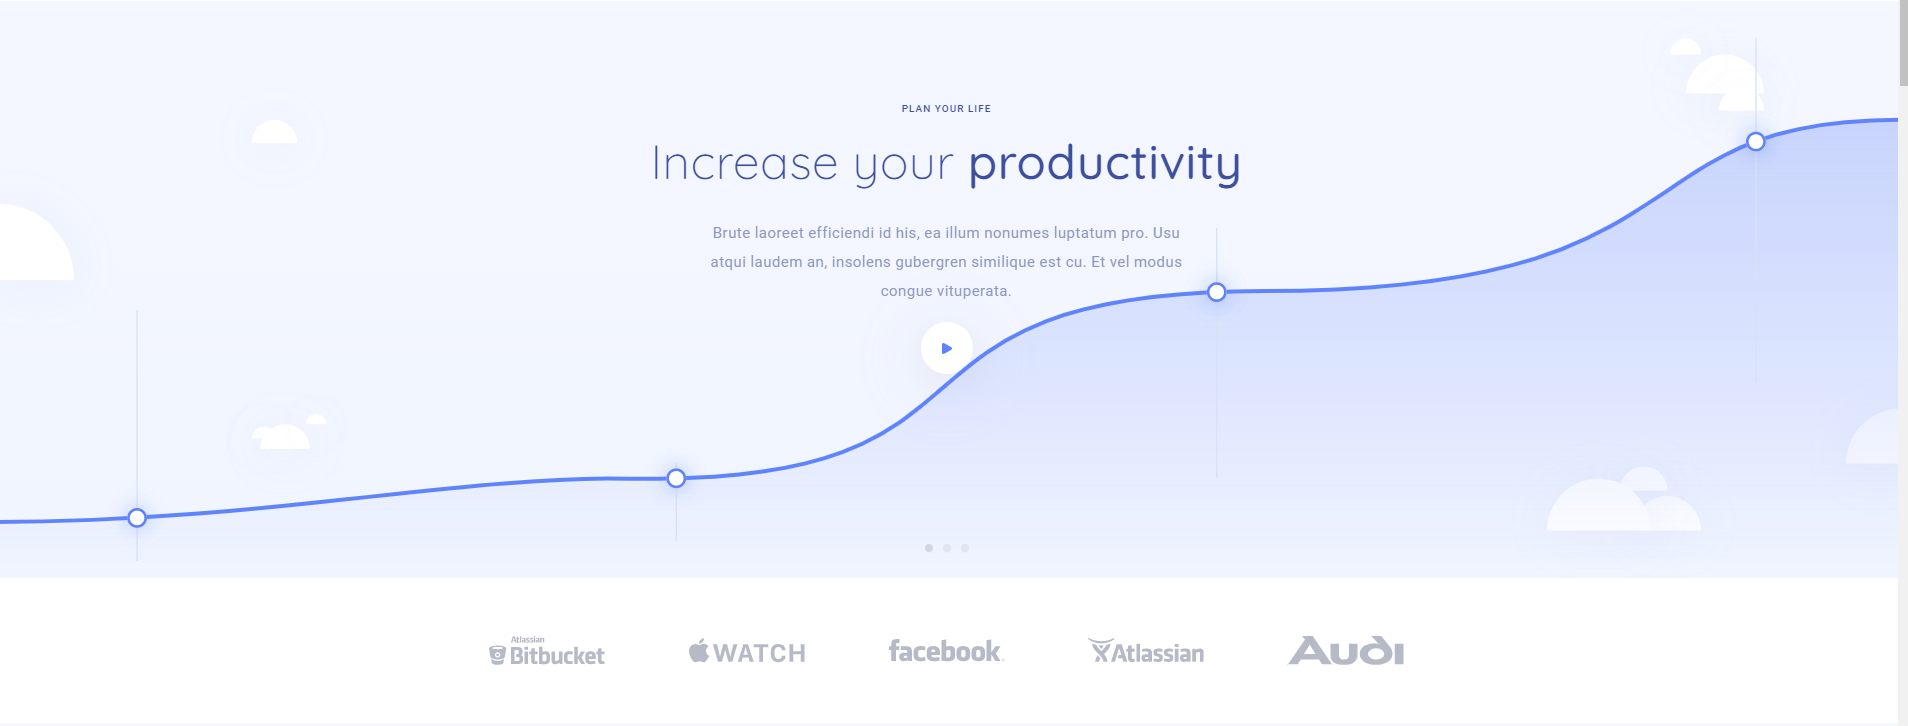 PLAN YOUR LIFE
Increase your productivity
Brute laoreet efficiendi id his, ea illum nonumes luptatum pro. Usu
atqui laudem an, insolens gubergren similique est cu. Et vel modus
congue vituperata.
Atlassian
Bitbucket
WATCH
facebook
Atlassian
Audi